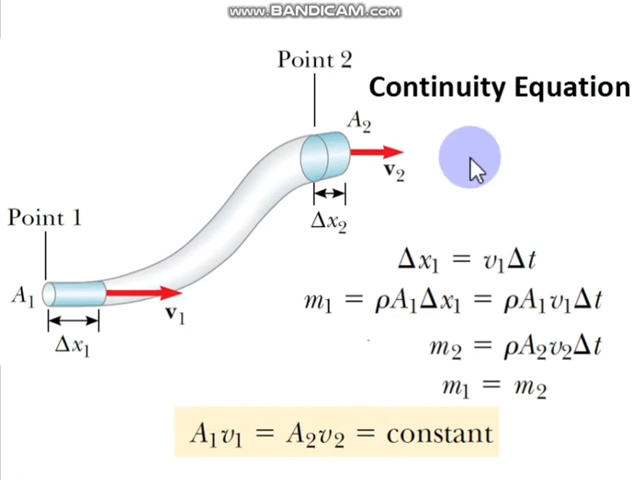 www.BANDICAM.com
Point 2
Continuity Equation
A₂
v₂
Point 1
Δx₂
Δx₁ = v₁Δt
A₁
v₁
m₁ = ρA₁Δx₁ = ρA₁v₁Δt
Δx₁
m₂ = ρA₂v₂Δt
m₁ = m₂
A₁v₁ = A₂v₂ = constant